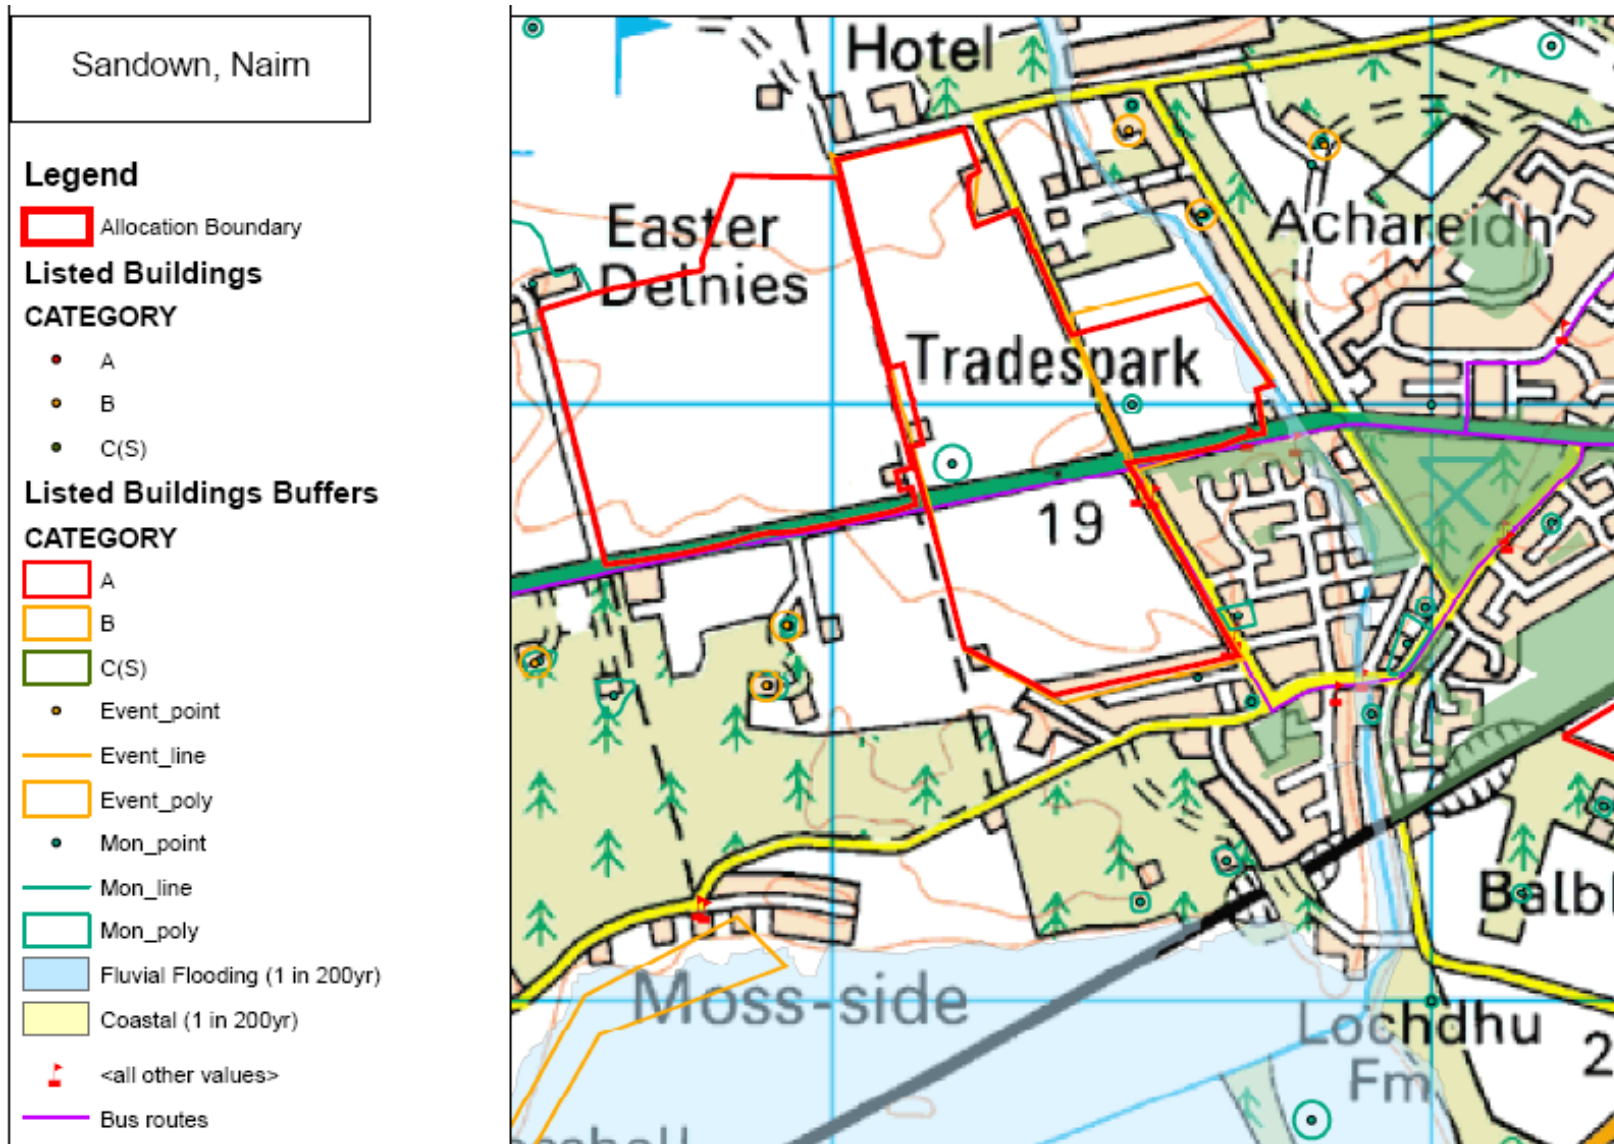 Sandown, Nairn
Legend
Allocation Boundary
Listed Buildings
CATEGORY
A
B
C(S)
Listed Buildings Buffers
CATEGORY
A
B
C(S)
Event_point
Event_line
Event_poly
Mon_point
Mon_line
Mon_poly
Fluvial Flooding (1 in 200yr)
Coastal (1 in 200yr)
<all other values>
Bus routes
Hotel
Easter
Delnies
Achareidh
Tradespark
19
Moss-side
Lochdhu
Fm
2